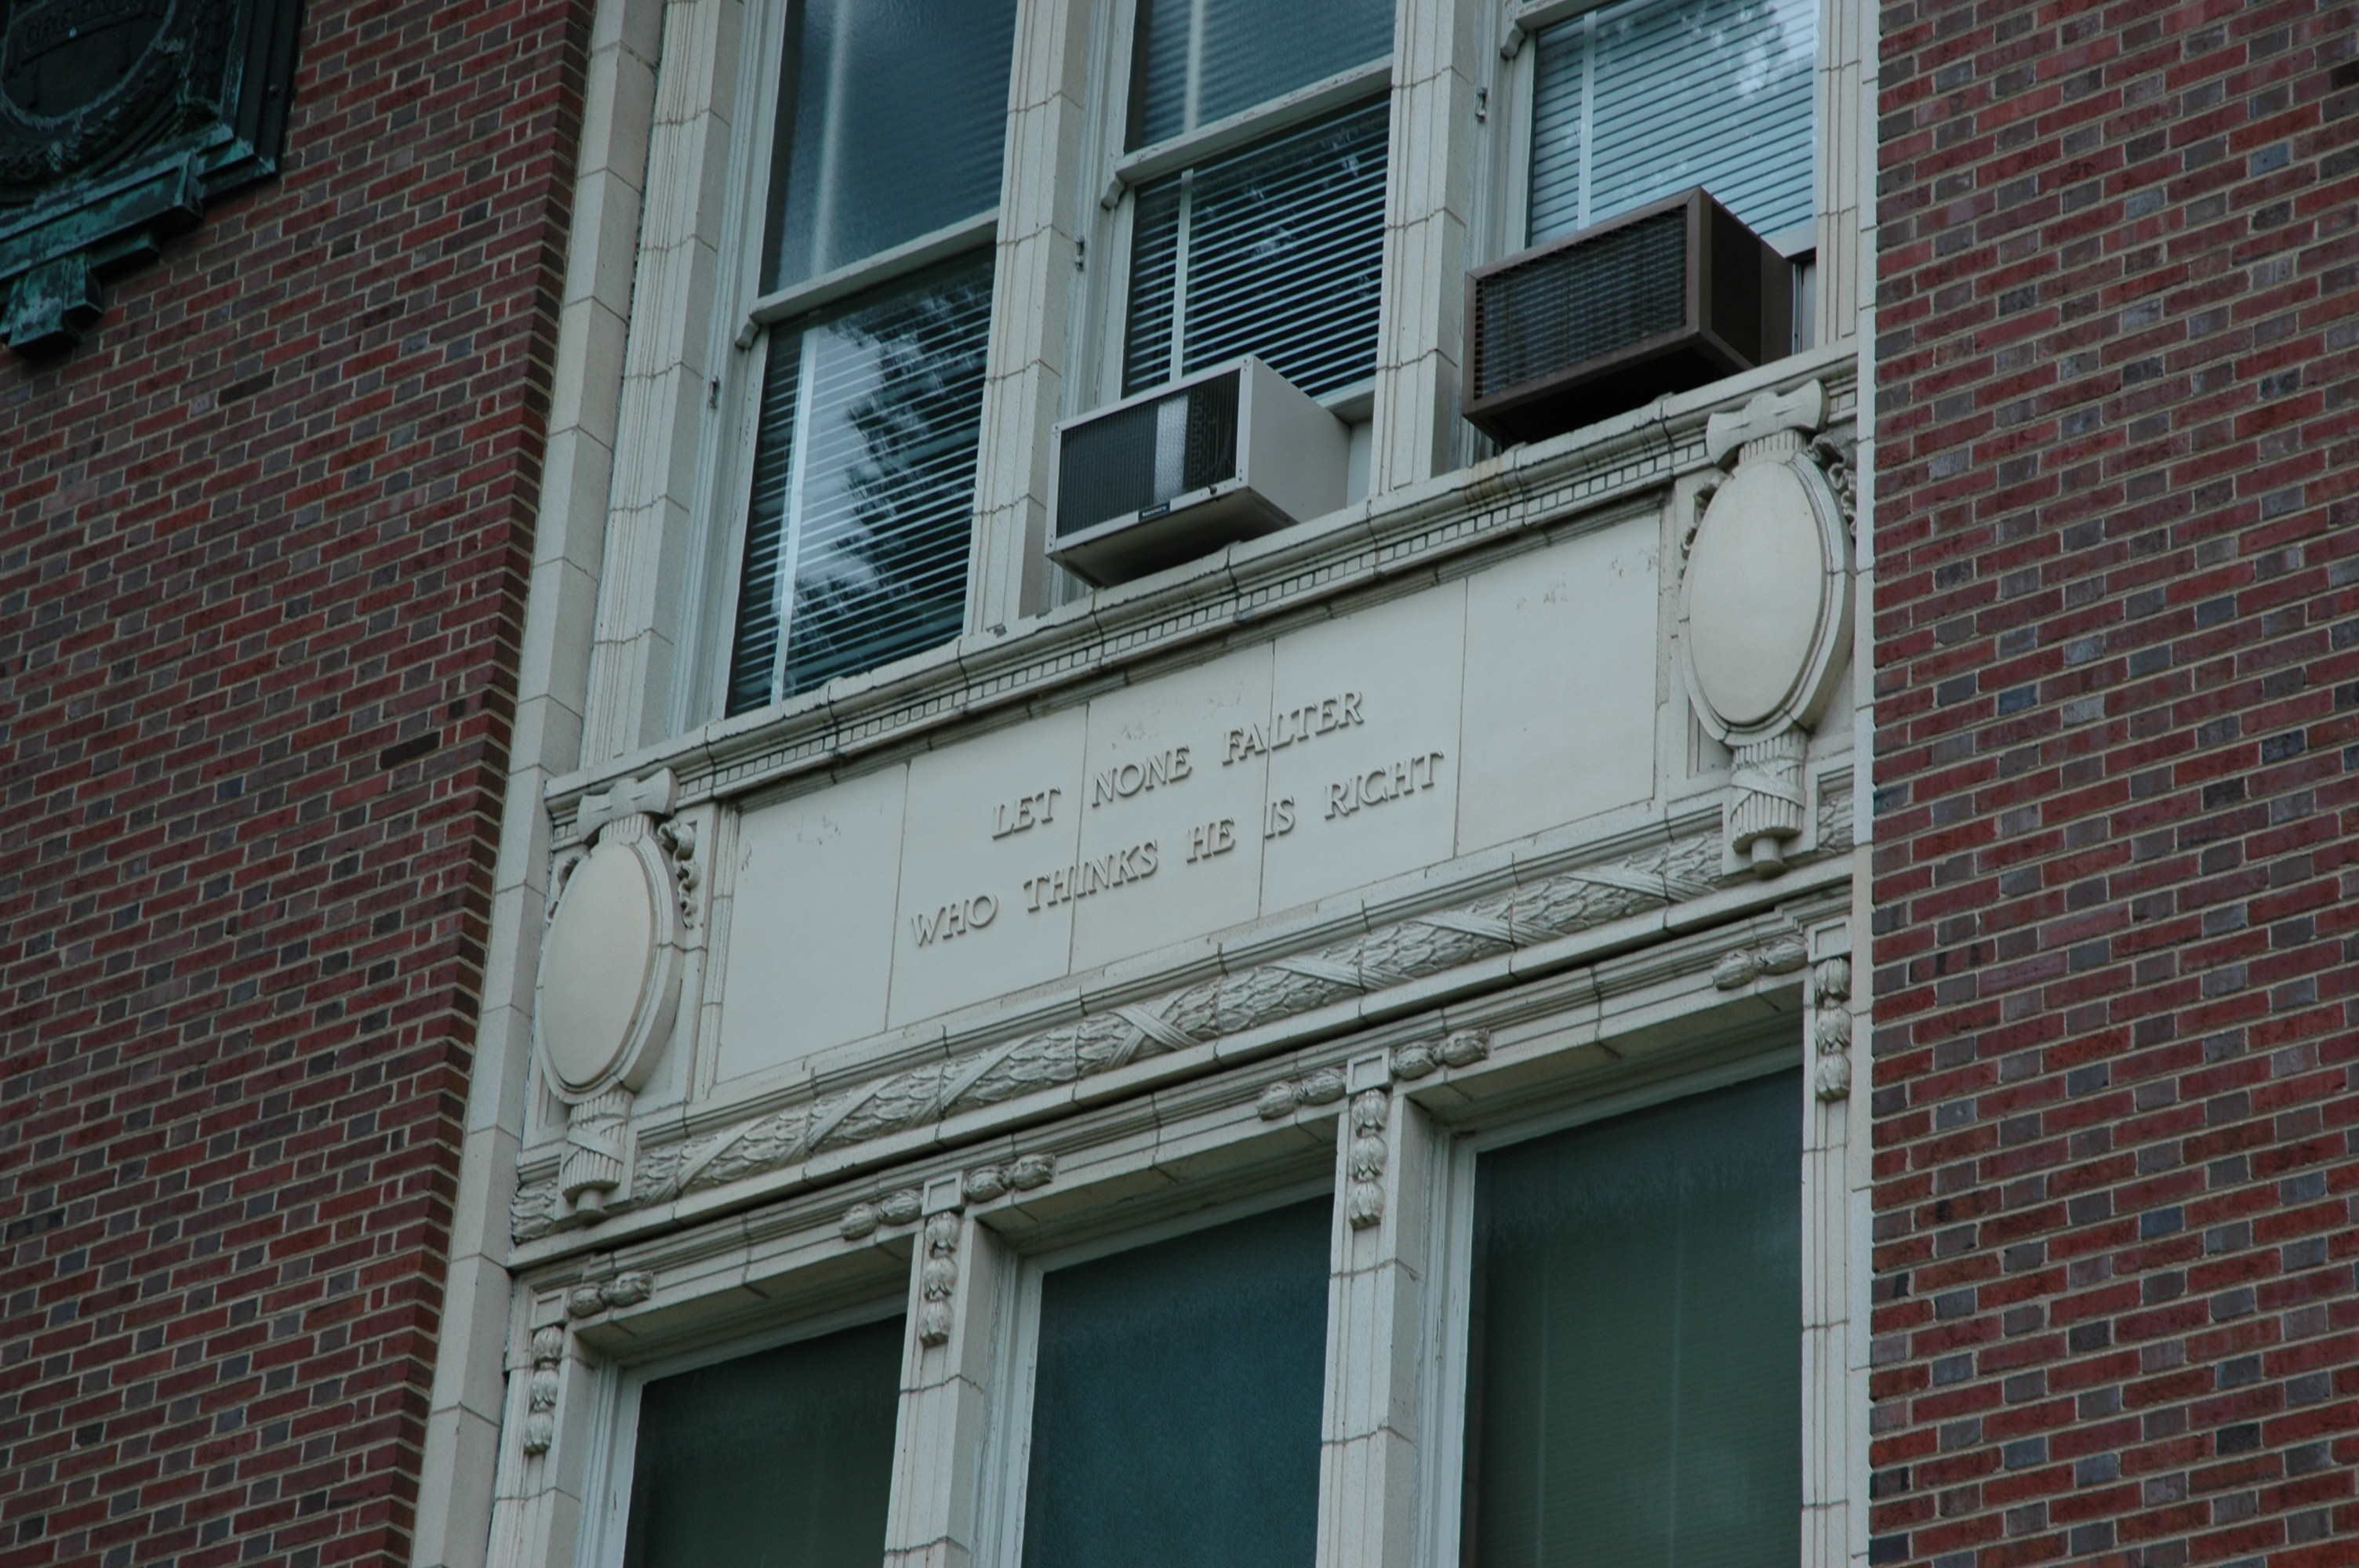 LET NONE FALTER
WHO THINKS HE IS RIGHT